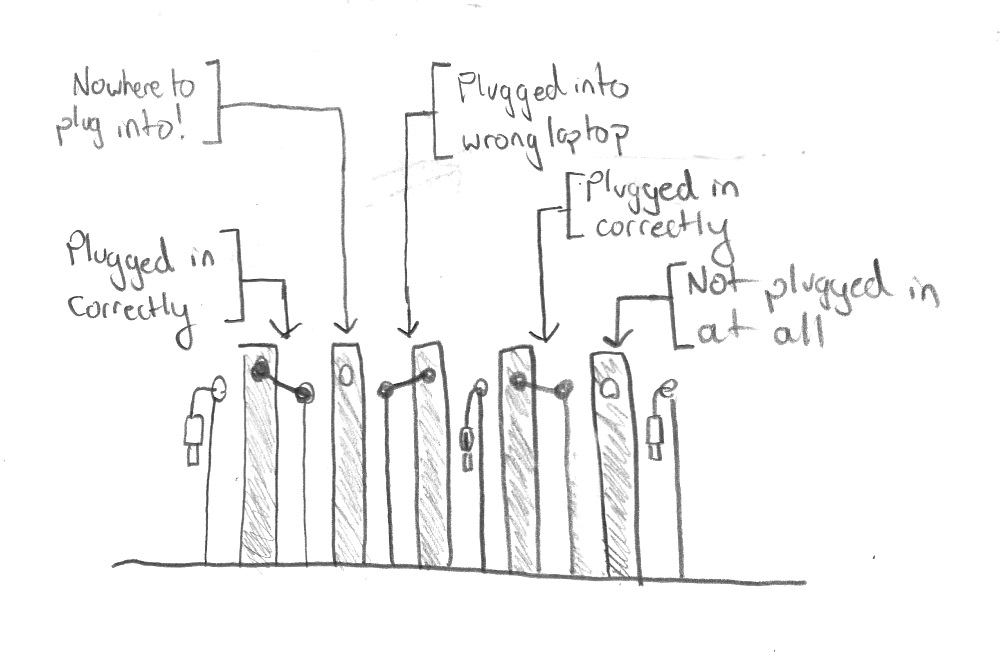 Nowhere to
plug into!
Plugged into
wrong laptop
Plugged in
correctly
Plugged in
correctly
Not plugged in
at all